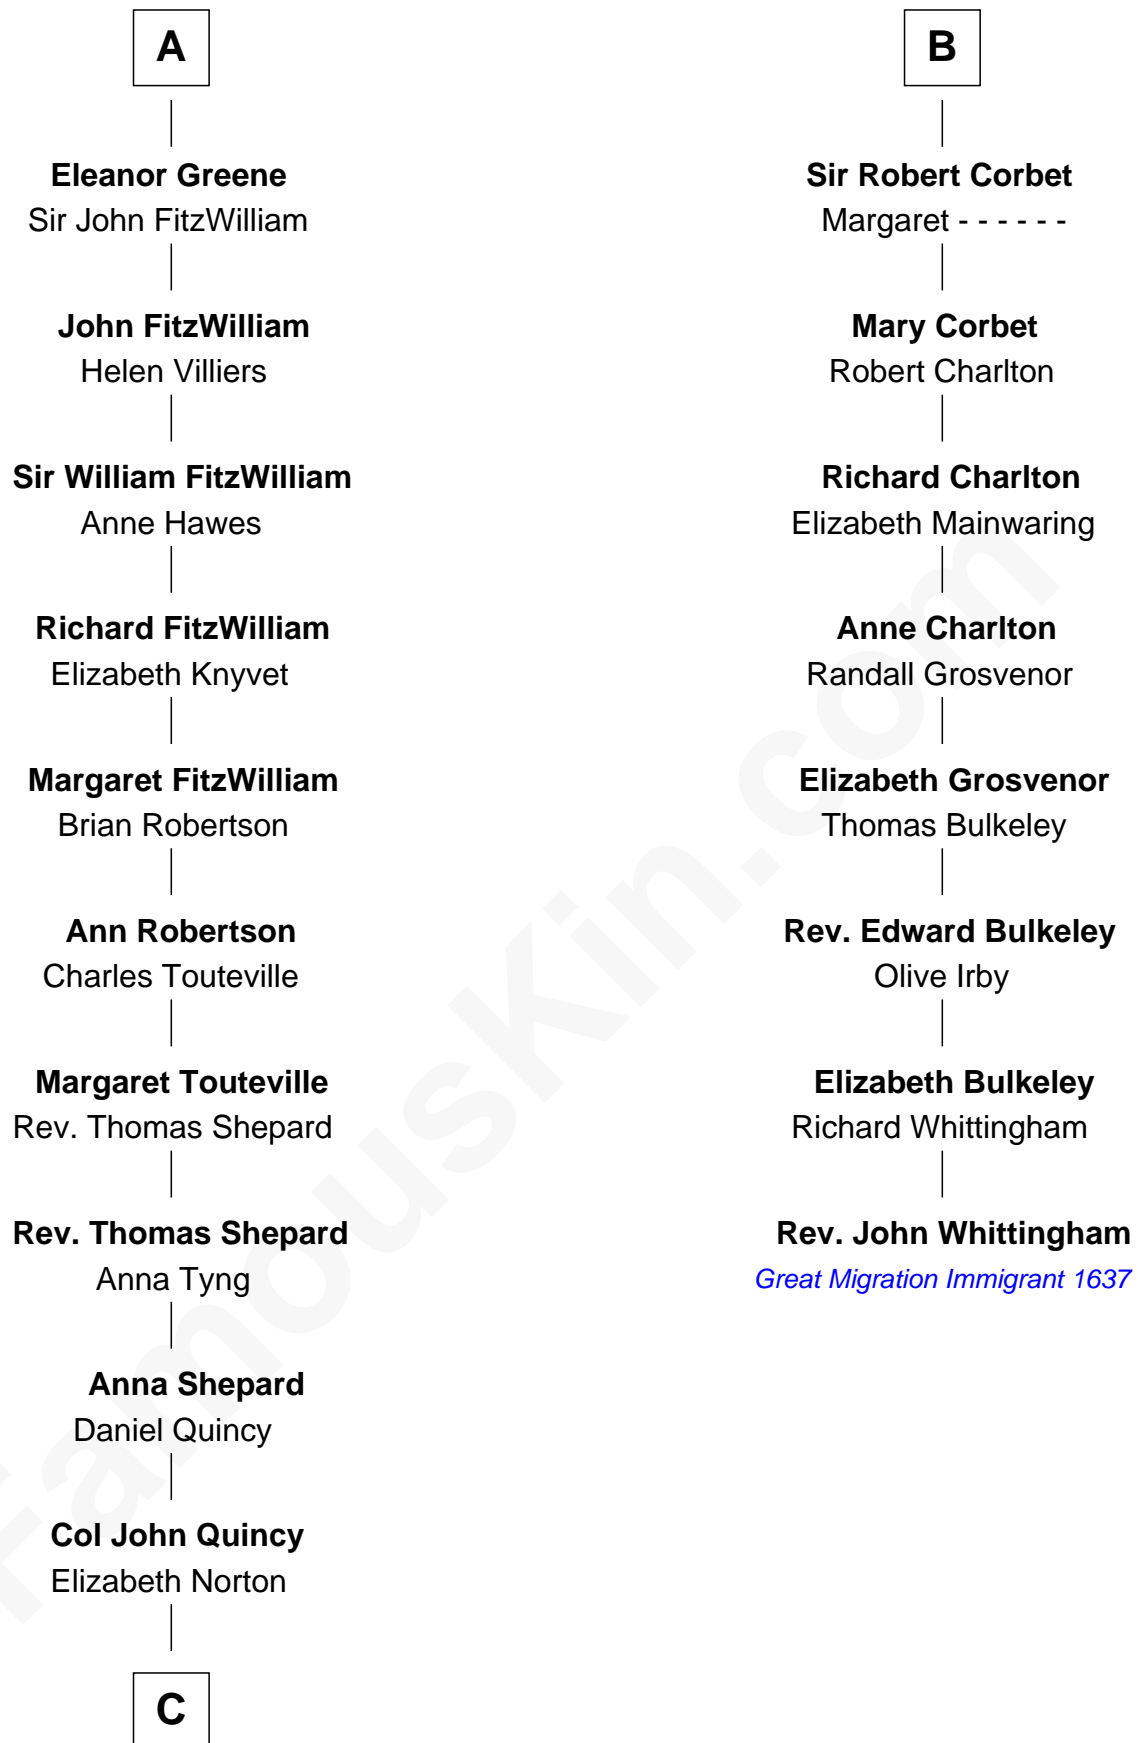 A
Eleanor Greene
Sir John FitzWilliam
John FitzWilliam
Helen Villiers
Sir William FitzWilliam
Anne Hawes
Richard FitzWilliam
Elizabeth Knyvet
Margaret FitzWilliam
Brian Robertson
Ann Robertson
Charles Touteville
Margaret Touteville
Rev. Thomas Shepard
Rev. Thomas Shepard
Anna Tyng
Anna Shepard
Daniel Quincy
Col John Quincy
Elizabeth Norton
C
B
Sir Robert Corbet
Margaret - - - - - -
Mary Corbet
Robert Charlton
Richard Charlton
Elizabeth Mainwaring
Anne Charlton
Randall Grosvenor
Elizabeth Grosvenor
Thomas Bulkeley
Rev. Edward Bulkeley
Olive Irby
Elizabeth Bulkeley
Richard Whittingham
Rev. John Whittingham
Great Migration Immigrant 1637
FamousKin.com